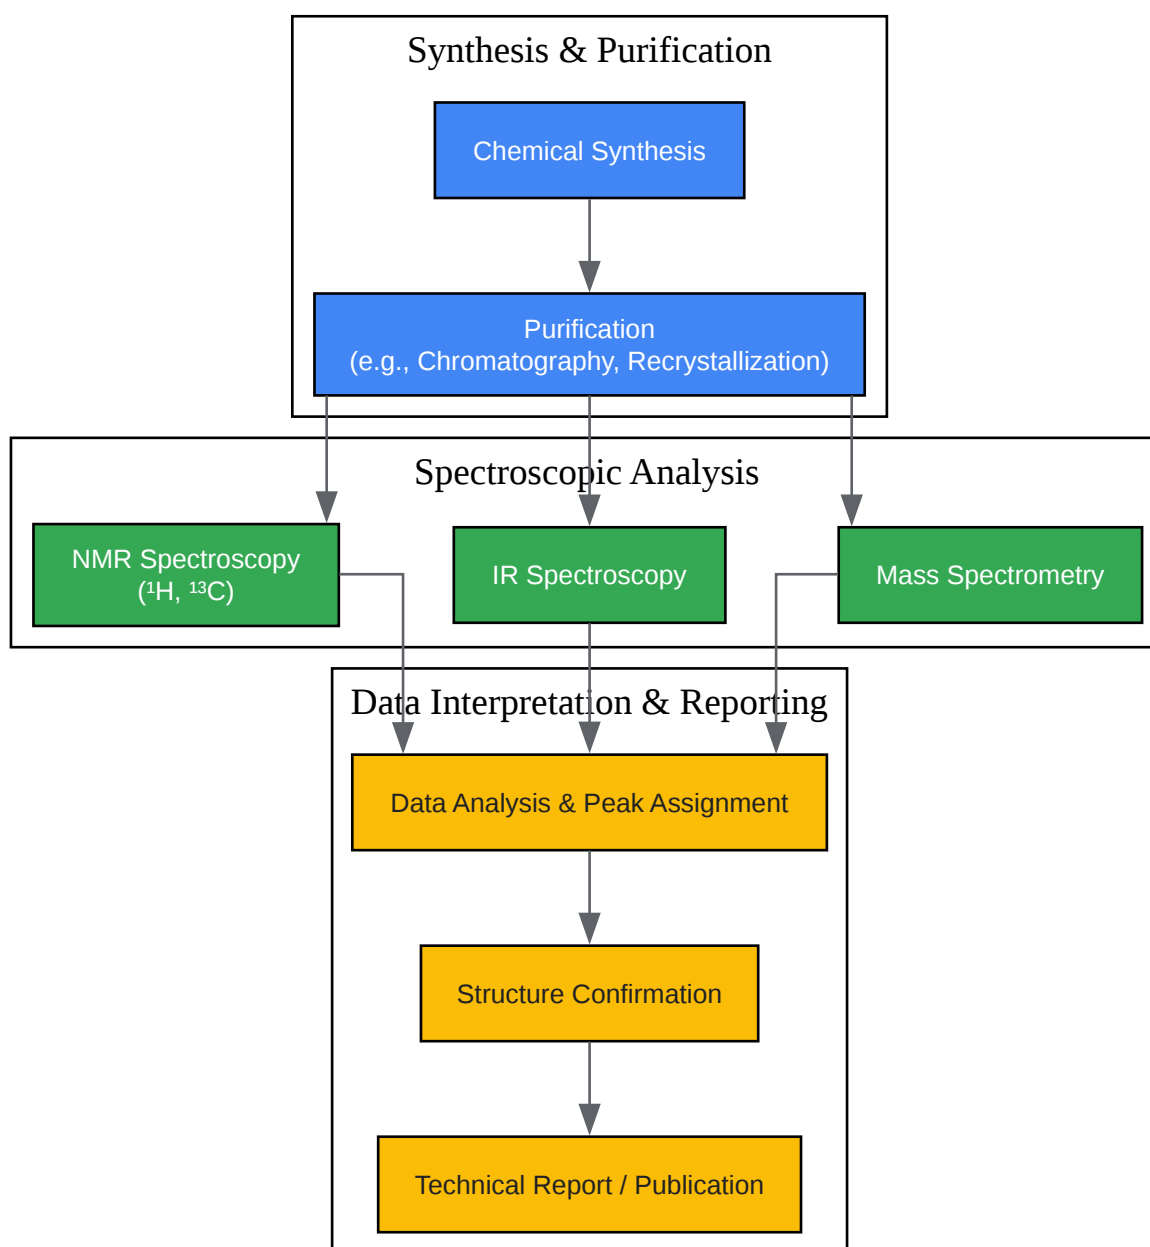 Synthesis & Purification
Chemical Synthesis
Purification
(e.g., Chromatography, Recrystallization)
Spectroscopic Analysis
NMR Spectroscopy
(¹H, ¹³C)
IR Spectroscopy
Mass Spectrometry
Data Interpretation & Reporting
Data Analysis & Peak Assignment
Structure Confirmation
Technical Report / Publication